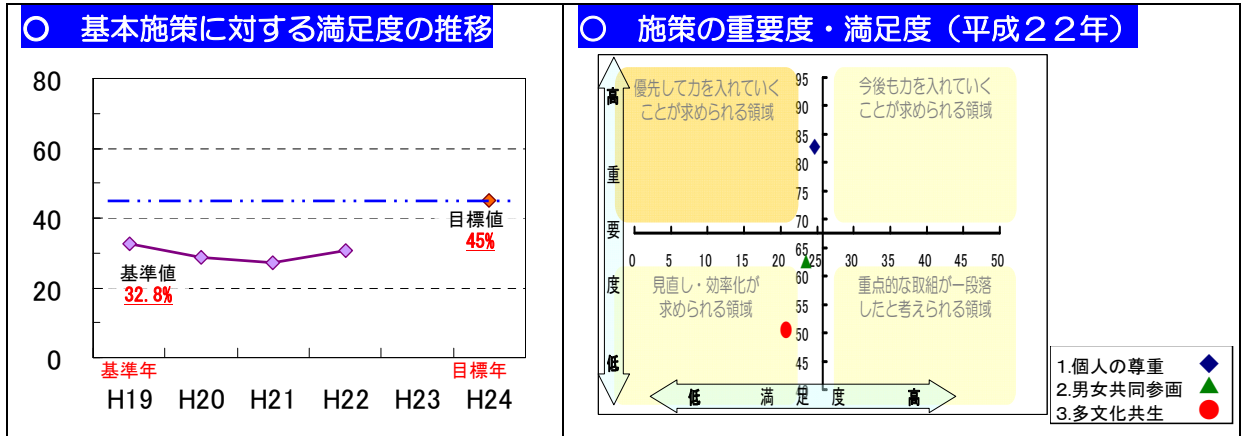 〇 基本施策に対する満足度の推移
80
60
40
20
0
目標値
45%
基準値
32.8%
基準年
目標年
H19 H20 H21 H22 H23 H24
〇 施策の重要度・満足度（平成２２年）
高
重
要
度
低
優先して力を入れていく
ことが求められる領域
今後も力を入れていく
ことが求められる領域
95
90
85
80
75
70
65
60
55
50
45
40
0 5 10 15 20 25 30 35 40 45 50
見直し・効率化が
求められる領域
重点的な取組が一段落
したと考えられる領域
低 満 足 度 高
1.個人の尊重
2.男女共同参画
3.多文化共生